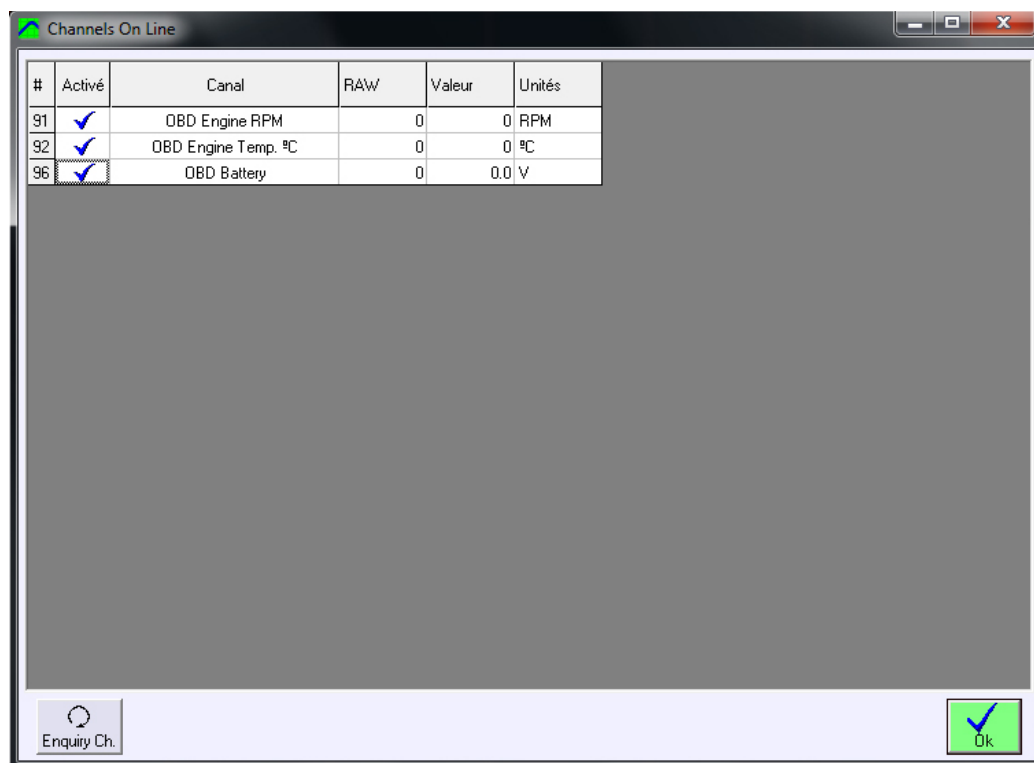 Channels On Line
# Activé Canal RAW Valeur Unités
91 OBD Engine RPM 0 0 RPM
92 OBD Engine Temp. ºC 0 0 ºC
96 OBD Battery 0 0.0 V
Enquiry Ch.
Ok